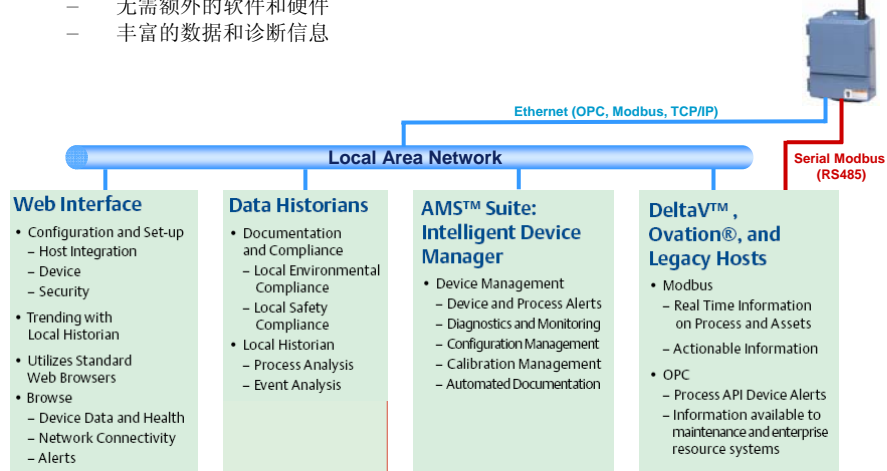 – 无需额外的软件和硬件
– 丰富的数据和诊断信息
Ethernet (OPC, Modbus, TCP/IP)
Local Area Network
Serial Modbus
(RS485)
Web Interface
• Configuration and Set-up
– Host Integration
– Device
– Security
• Trending with
Local Historian
• Utilizes Standard
Web Browsers
• Browse
– Device Data and Health
– Network Connectivity
– Alerts
Data Historians
• Documentation
and Compliance
– Local Environmental
Compliance
– Local Safety
Compliance
• Local Historian
– Process Analysis
– Event Analysis
AMS™ Suite:
Intelligent Device
Manager
• Device Management
– Device and Process Alerts
– Diagnostics and Monitoring
– Configuration Management
– Calibration Management
– Automated Documentation
DeltaV™,
Ovation®, and
Legacy Hosts
• Modbus
– Real Time Information
on Process and Assets
– Actionable Information
• OPC
– Process API Device Alerts
– Information available to
maintenance and enterprise
resource systems